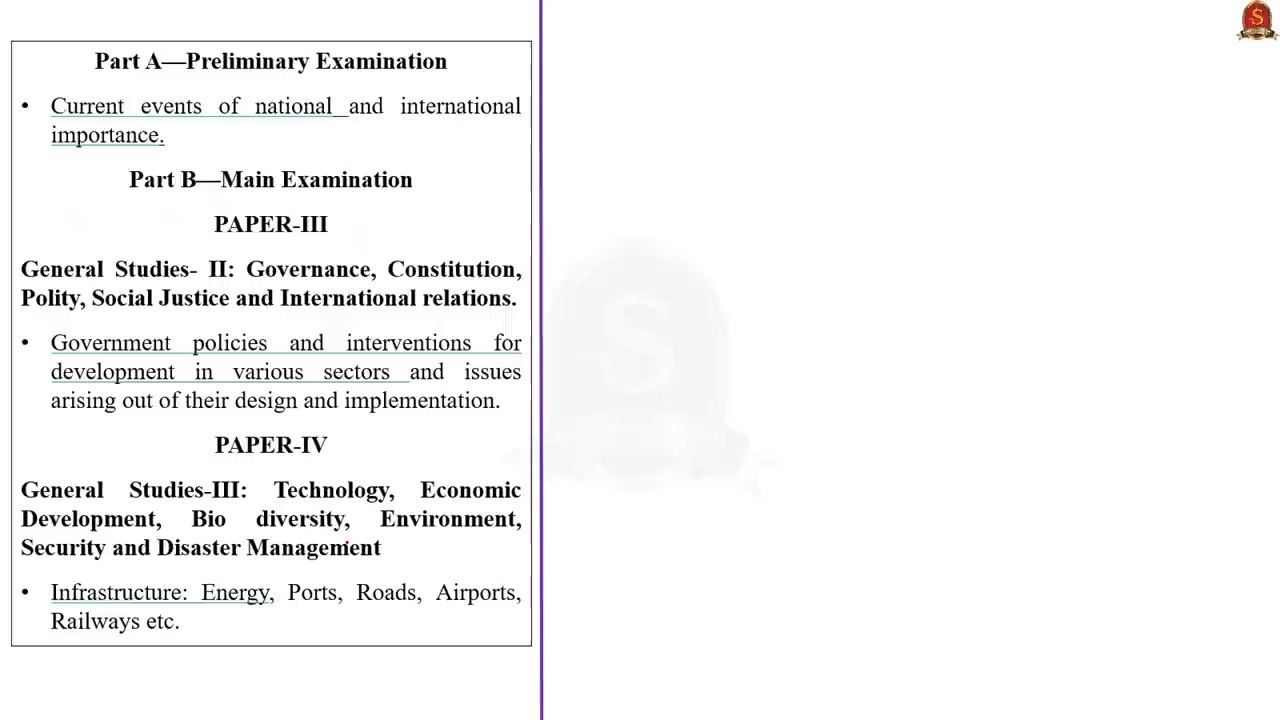 Part A—Preliminary Examination
• Current events of national and international
importance.
Part B—Main Examination
PAPER-III
General Studies- II: Governance, Constitution,
Polity, Social Justice and International relations.
• Government policies and interventions for
development in various sectors and issues
arising out of their design and implementation.
PAPER-IV
General Studies-III: Technology, Economic
Development, Bio diversity, Environment,
Security and Disaster Management
• Infrastructure: Energy, Ports, Roads, Airports,
Railways etc.
S
S